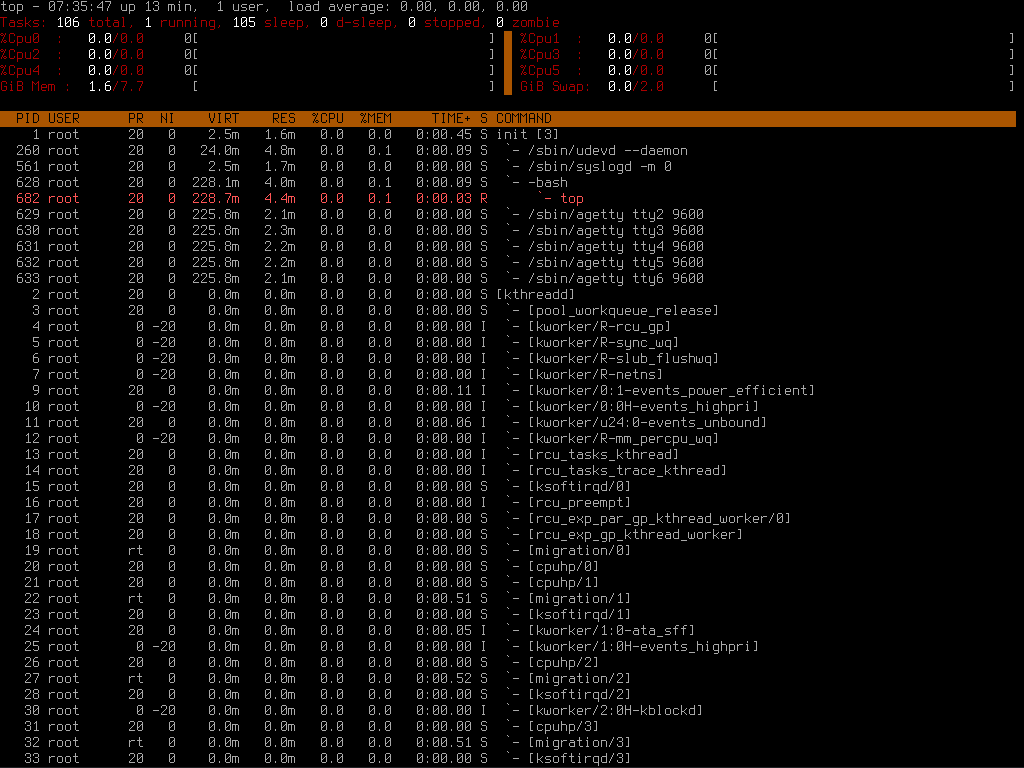 top - 07:35:47 up 13 min,  1 user,  load average: 0.00, 0.00, 0.00
Tasks: 106 total, 1 running, 105 sleep, 0 d-sleep, 0 stopped, 0 zombie
%Cpu0  :   0.0/0.0     0[                                     ] %Cpu1  :   0.0/0.0     0[                                     ]
%Cpu2  :   0.0/0.0     0[                                     ] %Cpu3  :   0.0/0.0     0[                                     ]
%Cpu4  :   0.0/0.0     0[                                     ] %Cpu5  :   0.0/0.0     0[                                     ]
GiB Mem :  1.6/7.7      [                                     ] GiB Swap:  0.0/2.0      [                                     ]
  PID USER      PR  NI    VIRT    RES  %CPU  %MEM     TIME+ S COMMAND
    1 root      20   0    2.5m   1.6m   0.0   0.0   0:00.45 S init [3]
  260 root      20   0   24.0m   4.8m   0.0   0.1   0:00.09 S  `- /sbin/udevd --daemon
  561 root      20   0    2.5m   1.7m   0.0   0.0   0:00.00 S  `- /sbin/syslogd -m 0
  628 root      20   0  228.1m   4.0m   0.0   0.1   0:00.09 S  `- -bash
  682 root      20   0  228.7m   4.4m   0.0   0.1   0:00.03 R      `- top
  629 root      20   0  225.8m   2.1m   0.0   0.0   0:00.00 S  `- /sbin/agetty tty2 9600
  630 root      20   0  225.8m   2.3m   0.0   0.0   0:00.00 S  `- /sbin/agetty tty3 9600
  631 root      20   0  225.8m   2.2m   0.0   0.0   0:00.00 S  `- /sbin/agetty tty4 9600
  632 root      20   0  225.8m   2.2m   0.0   0.0   0:00.00 S  `- /sbin/agetty tty5 9600
  633 root      20   0  225.8m   2.1m   0.0   0.0   0:00.00 S  `- /sbin/agetty tty6 9600
    2 root      20   0    0.0m   0.0m   0.0   0.0   0:00.00 S [kthreadd]
    3 root      20   0    0.0m   0.0m   0.0   0.0   0:00.00 S  `- [pool_workqueue_release]
    4 root       0 -20    0.0m   0.0m   0.0   0.0   0:00.00 I  `- [kworker/R-rcu_gp]
    5 root       0 -20    0.0m   0.0m   0.0   0.0   0:00.00 I  `- [kworker/R-sync_wq]
    6 root       0 -20    0.0m   0.0m   0.0   0.0   0:00.00 I  `- [kworker/R-slub_flushwq]
    7 root       0 -20    0.0m   0.0m   0.0   0.0   0:00.00 I  `- [kworker/R-netns]
    9 root      20   0    0.0m   0.0m   0.0   0.0   0:00.11 I  `- [kworker/0:1-events_power_efficient]
   10 root       0 -20    0.0m   0.0m   0.0   0.0   0:00.00 I  `- [kworker/0:0H-events_highpri]
   11 root      20   0    0.0m   0.0m   0.0   0.0   0:00.06 I  `- [kworker/u24:0-events_unbound]
   12 root       0 -20    0.0m   0.0m   0.0   0.0   0:00.00 I  `- [kworker/R-mm_percpu_wq]
   13 root      20   0    0.0m   0.0m   0.0   0.0   0:00.00 I  `- [rcu_tasks_kthread]
   14 root      20   0    0.0m   0.0m   0.0   0.0   0:00.00 I  `- [rcu_tasks_trace_kthread]
   15 root      20   0    0.0m   0.0m   0.0   0.0   0:00.00 S  `- [ksoftirqd/0]
   16 root      20   0    0.0m   0.0m   0.0   0.0   0:00.00 I  `- [rcu_preempt]
   17 root      20   0    0.0m   0.0m   0.0   0.0   0:00.00 S  `- [rcu_exp_par_gp_kthread_worker/0]
   18 root      20   0    0.0m   0.0m   0.0   0.0   0:00.00 S  `- [rcu_exp_gp_kthread_worker]
   19 root      rt   0    0.0m   0.0m   0.0   0.0   0:00.00 S  `- [migration/0]
   20 root      20   0    0.0m   0.0m   0.0   0.0   0:00.00 S  `- [cpuhp/0]
   21 root      20   0    0.0m   0.0m   0.0   0.0   0:00.00 S  `- [cpuhp/1]
   22 root      rt   0    0.0m   0.0m   0.0   0.0   0:00.51 S  `- [migration/1]
   23 root      20   0    0.0m   0.0m   0.0   0.0   0:00.00 S  `- [ksoftirqd/1]
   24 root      20   0    0.0m   0.0m   0.0   0.0   0:00.05 I  `- [kworker/1:0-ata_sff]
   25 root       0 -20    0.0m   0.0m   0.0   0.0   0:00.00 I  `- [kworker/1:0H-events_highpri]
   26 root      20   0    0.0m   0.0m   0.0   0.0   0:00.00 S  `- [cpuhp/2]
   27 root      rt   0    0.0m   0.0m   0.0   0.0   0:00.52 S  `- [migration/2]
   28 root      20   0    0.0m   0.0m   0.0   0.0   0:00.00 S  `- [ksoftirqd/2]
   30 root       0 -20    0.0m   0.0m   0.0   0.0   0:00.00 I  `- [kworker/2:0H-kblockd]
   31 root      20   0    0.0m   0.0m   0.0   0.0   0:00.00 S  `- [cpuhp/3]
   32 root      rt   0    0.0m   0.0m   0.0   0.0   0:00.51 S  `- [migration/3]
   33 root      20   0    0.0m   0.0m   0.0   0.0   0:00.00 S  `- [ksoftirqd/3]